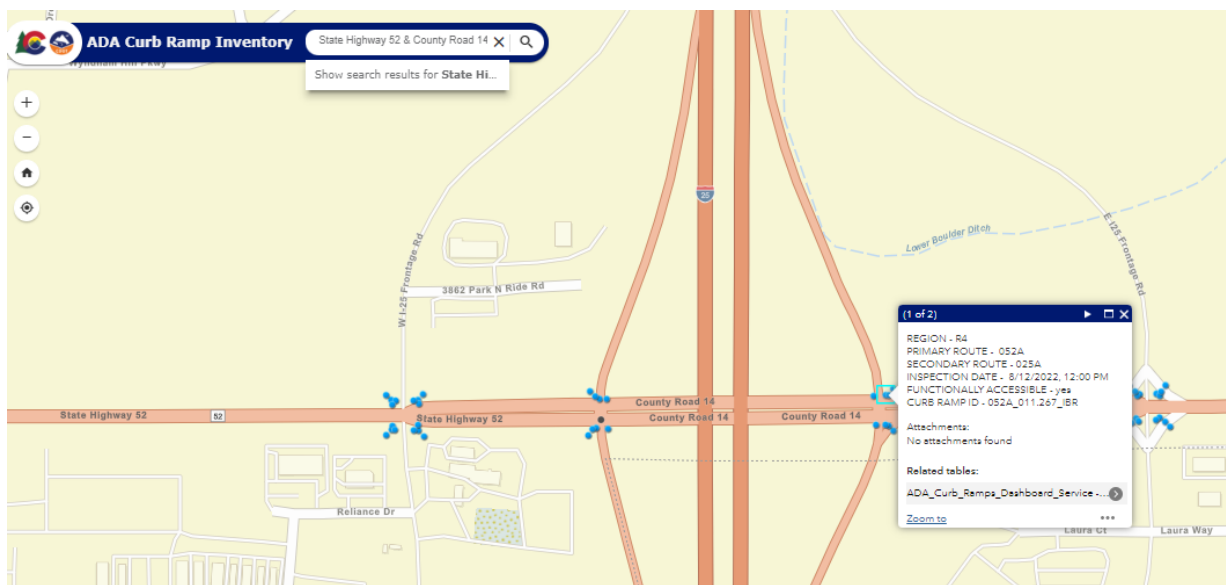 ADA Curb Ramp Inventory
State Highway 52 & County Road 14
Show search results for State Hi...
Wyndham Hill Pkwy
25
Lower Boulder Ditch
E I25 Frontage Rd
W I-25 Frontage Rd
3862 Park N Ride Rd
(1 of 2)
REGION - R4
PRIMARY ROUTE - 052A
SECONDARY ROUTE - 025A
INSPECTION DATE - 8/12/2022, 12:00 PM
FUNCTIONALLY ACCESSIBLE - yes
CURB RAMP ID - 052A_011.267_IBR
Attachments:
No attachments found
Related tables:
ADA_Curb_Ramps_Dashboard_Service -...
Zoom to
County Road 14
State Highway 52
52
State Highway 52
County Road 14
County Road 14
Reliance Dr
Laura Ct
Laura Way